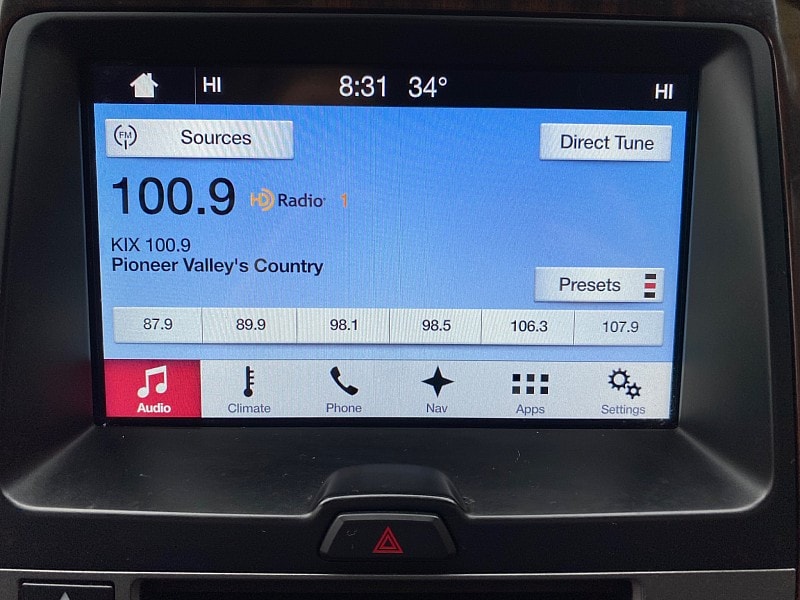 HI 8:31 34° HI
FM Sources Direct Tune
100.9 HD Radio 1
KIX 100.9
Pioneer Valley's Country
Presets
87.9 89.9 98.1 98.5 106.3 107.9
Audio Climate Phone Nav Apps Settings